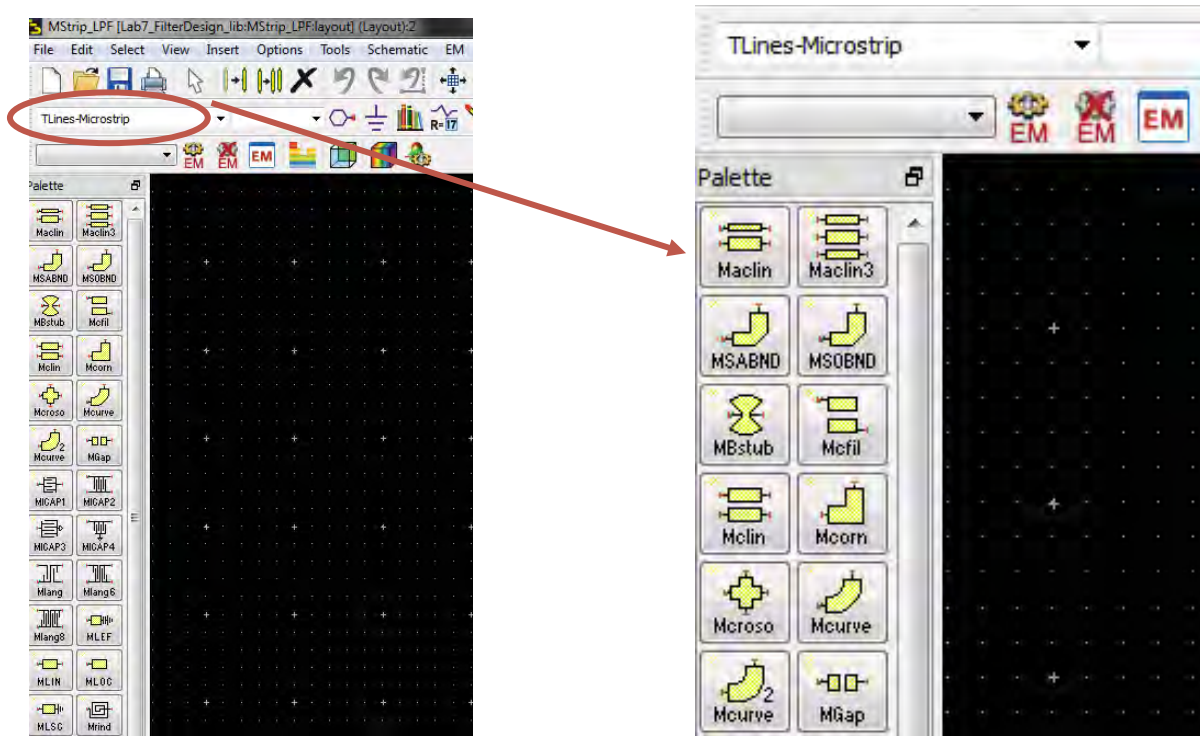 MStrip_LPF [Lab7_FilterDesign_lib:MStrip_LPF:layout] (Layout):2
File Edit Select View Insert Options Tools Schematic EM
TLines-Microstrip
R=17
EM EM EM
Palette
Maclin Maclin3
MSABND MSOBND
MBstub Mcfil
Mclin Mcorn
Mcroso Mcurve
2
Mcurve MGap
MICAP1 MICAP2
MICAP3 MICAP4
Mlang Mlang6
Mlang8 MLEF
MLIN MLOC
MLSC Mrind
TLines-Microstrip
EM EM EM
Palette
Maclin Maclin3
MSABND MSOBND
MBstub Mcfil
Mclin Mcorn
Mcroso Mcurve
2
Mcurve MGap